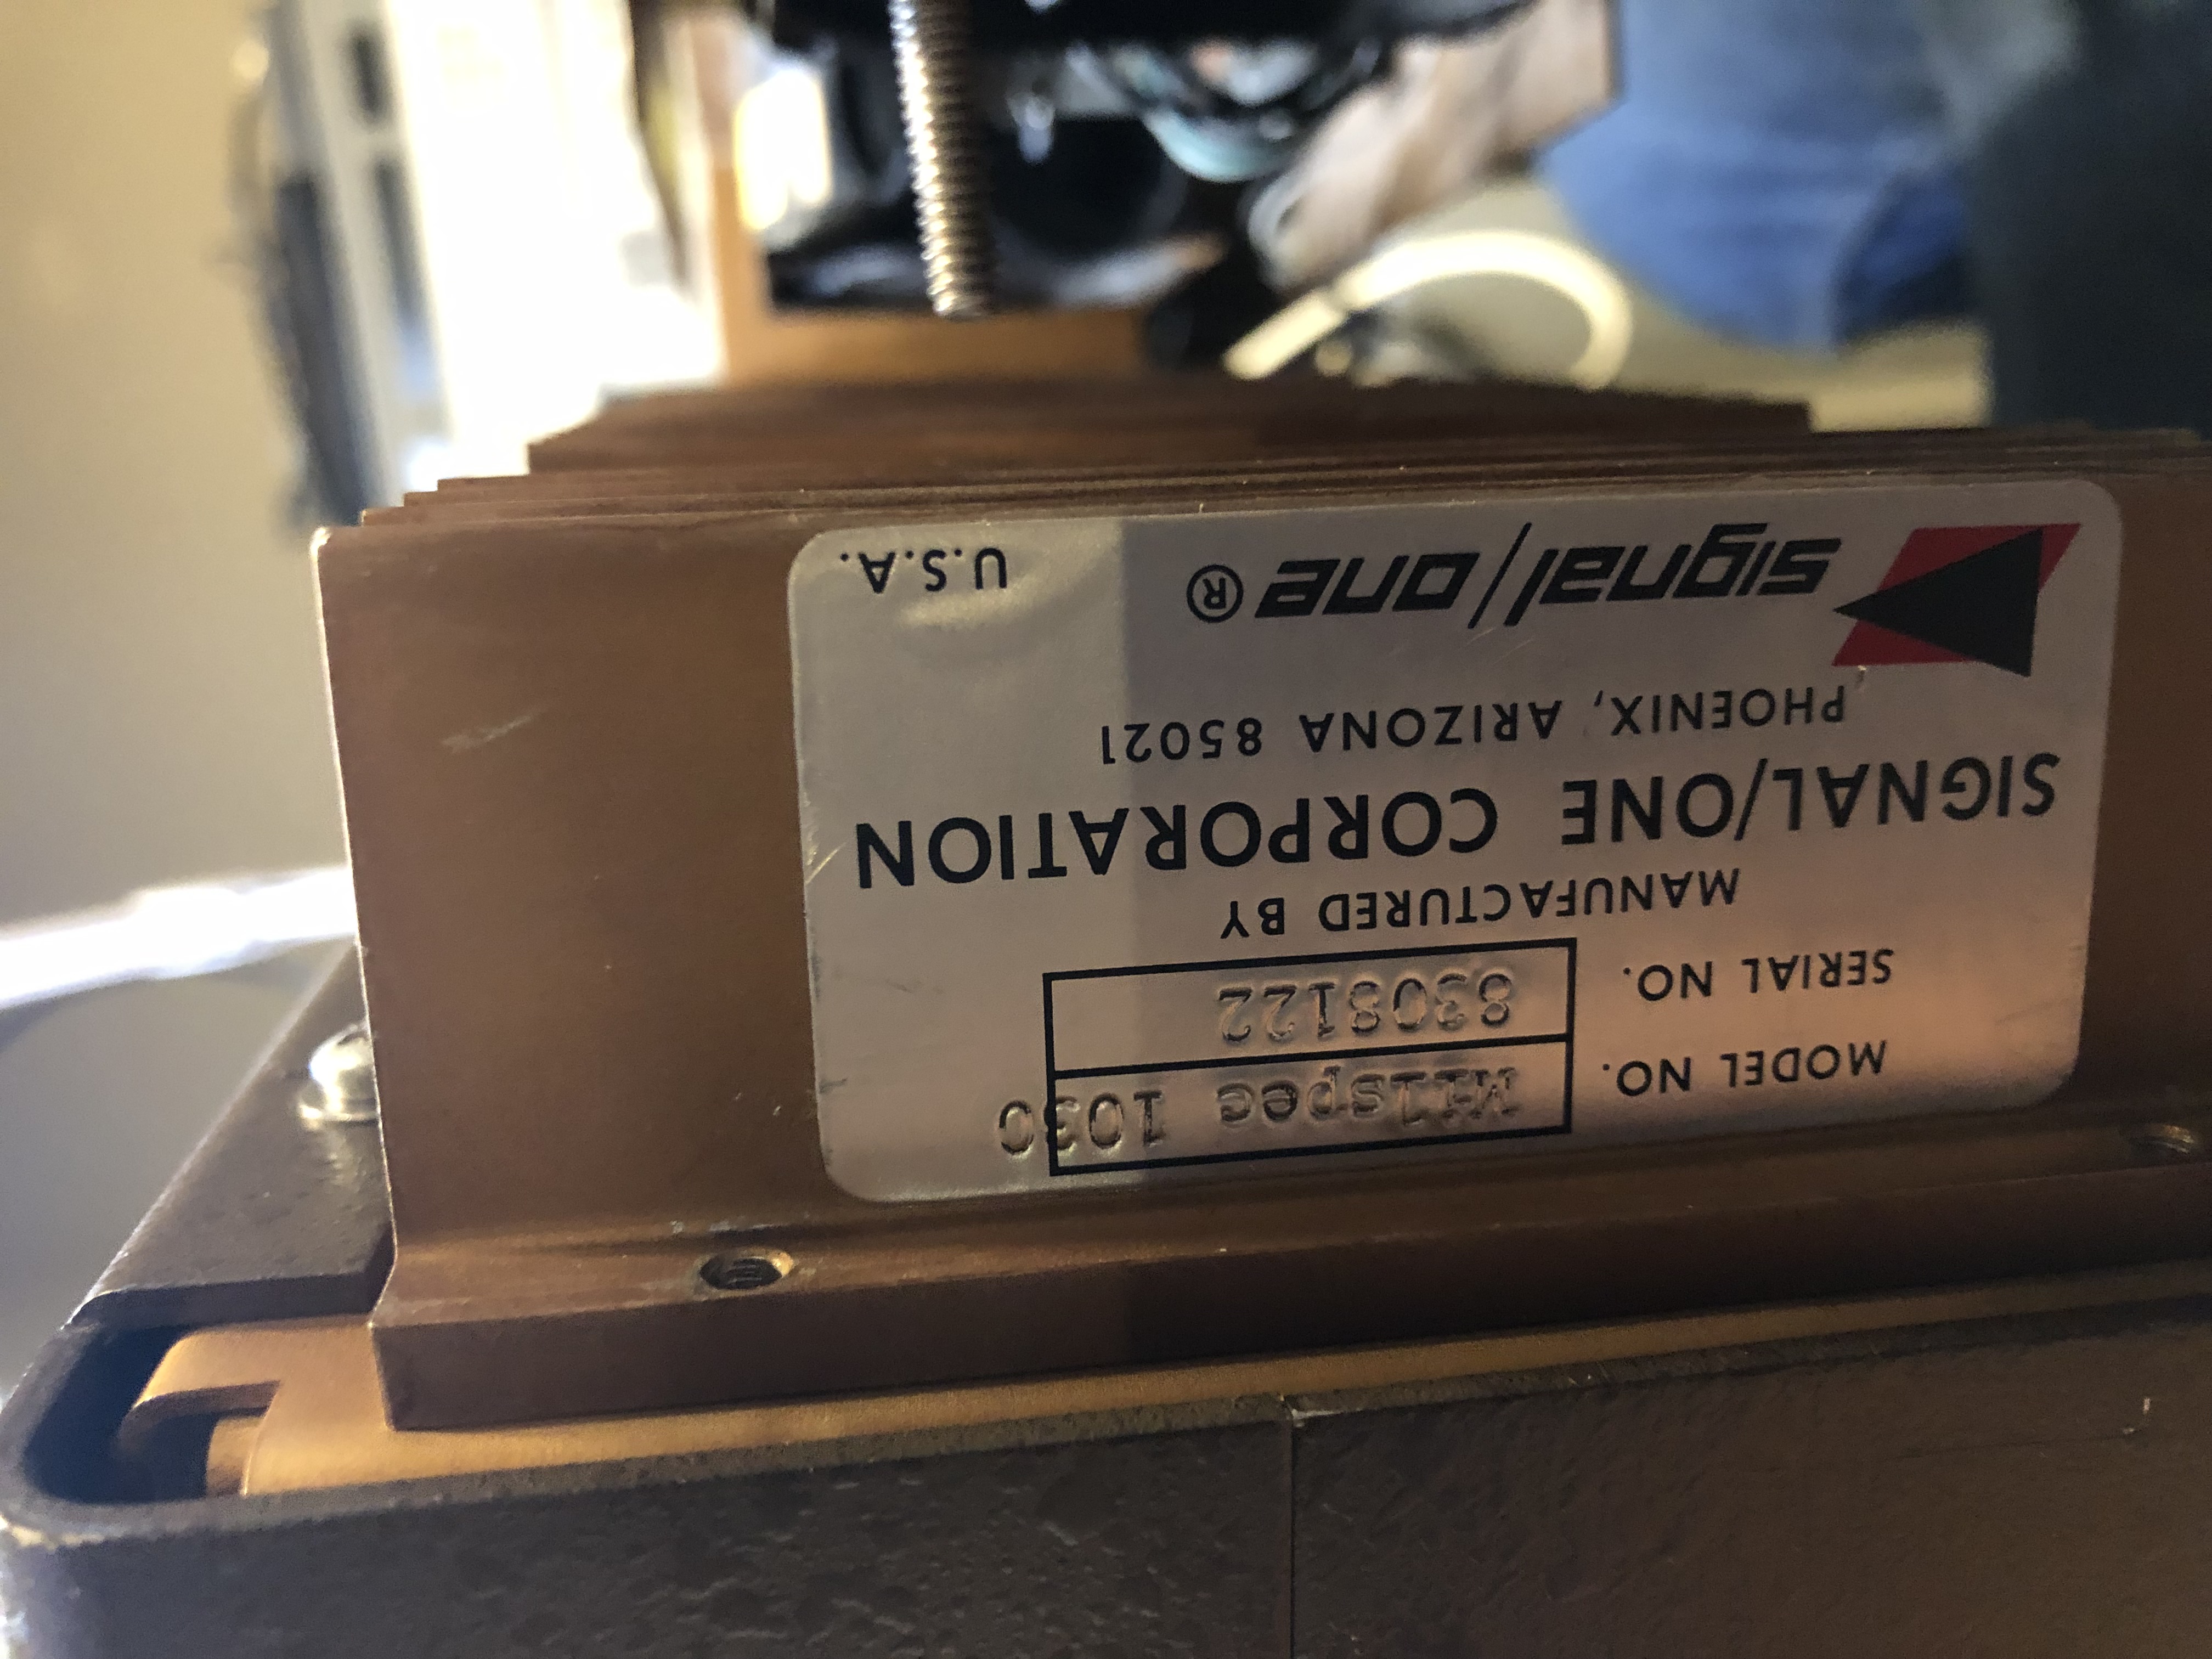 MODEL NO. Milspec 1030
SERIAL NO. 8308122
MANUFACTURED BY
SIGNAL/ONE CORPORATION
PHOENIX, ARIZONA 85021
signal/one ® U.S.A.